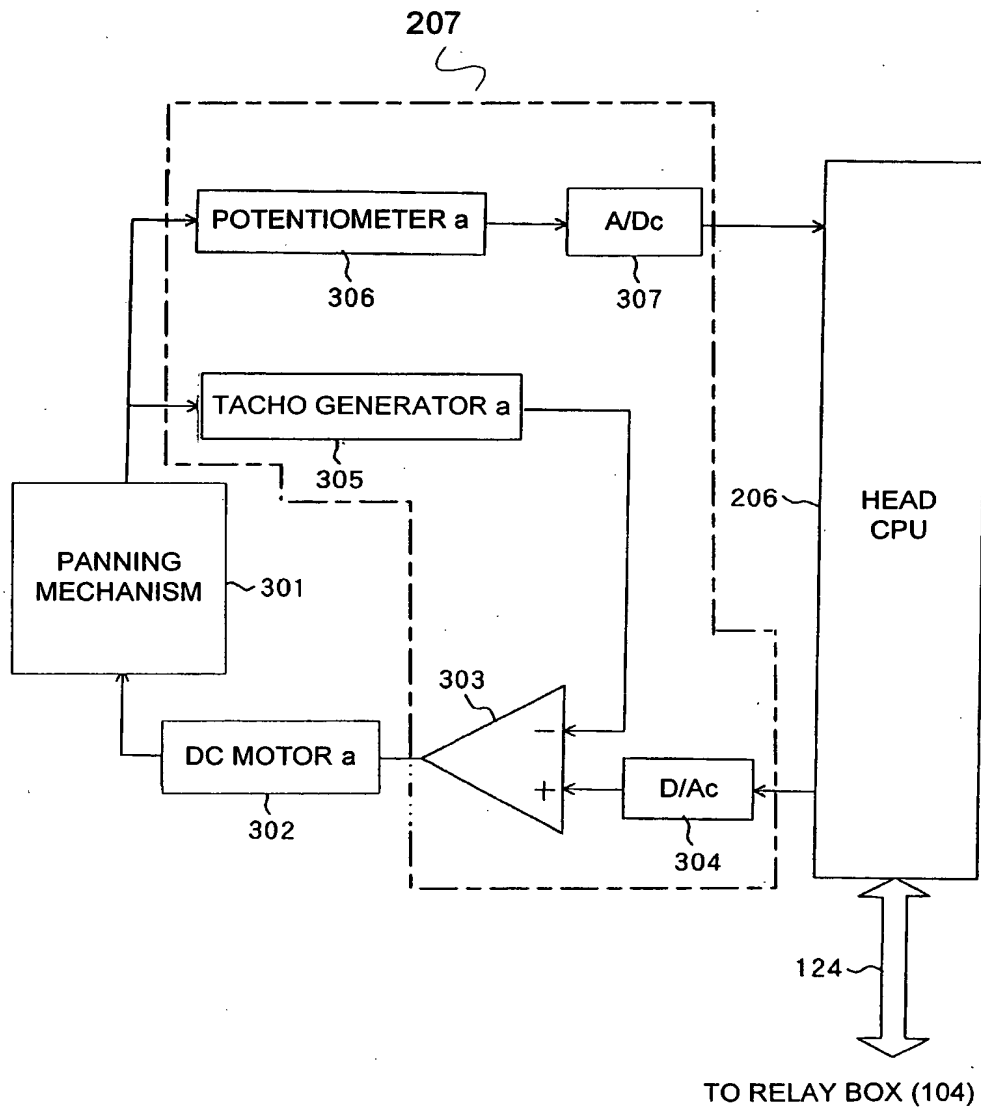 207
POTENTIOMETER a
306
A/Dc
307
TACHO GENERATOR a
305
206
HEAD
CPU
PANNING
MECHANISM
301
303
−
+
DC MOTOR a
302
D/Ac
304
124
TO RELAY BOX (104)